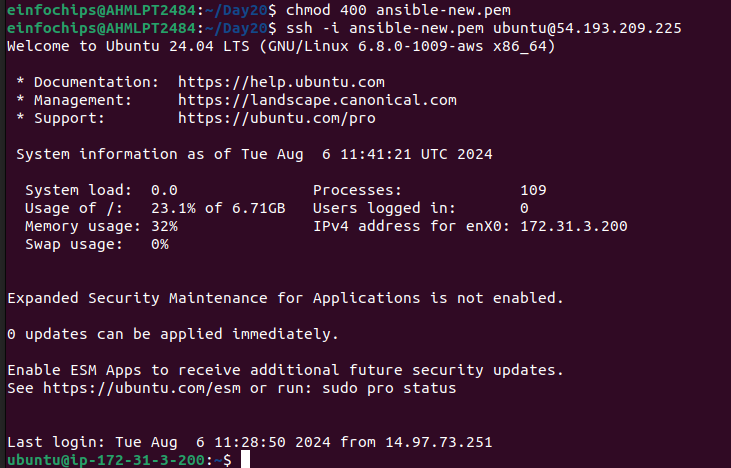 einfochips@AHMLPT2484:~/Day20$ chmod 400 ansible-new.pem
einfochips@AHMLPT2484:~/Day20$ ssh -i ansible-new.pem ubuntu@54.193.209.225
Welcome to Ubuntu 24.04 LTS (GNU/Linux 6.8.0-1009-aws x86_64)

 * Documentation:  https://help.ubuntu.com
 * Management:     https://landscape.canonical.com
 * Support:        https://ubuntu.com/pro

 System information as of Tue Aug  6 11:41:21 UTC 2024

  System load:  0.0               Processes:             109
  Usage of /:   23.1% of 6.71GB   Users logged in:       0
  Memory usage: 32%               IPv4 address for enX0: 172.31.3.200
  Swap usage:   0%

Expanded Security Maintenance for Applications is not enabled.

0 updates can be applied immediately.

Enable ESM Apps to receive additional future security updates.
See https://ubuntu.com/esm or run: sudo pro status

Last login: Tue Aug  6 11:28:50 2024 from 14.97.73.251
ubuntu@ip-172-31-3-200:~$